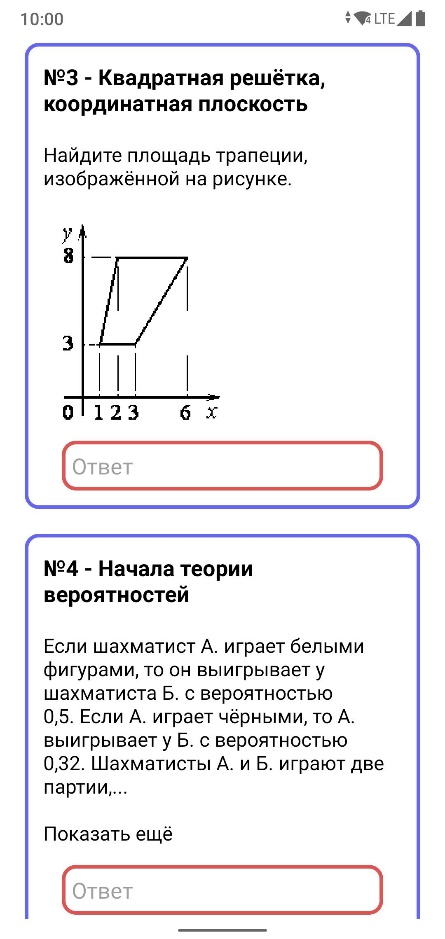 10:00
4 LTE
№3 - Квадратная решётка,
координатная плоскость
Найдите площадь трапеции,
изображённой на рисунке.
y
8
3
0 1 2 3 6 x
Ответ
№4 - Начала теории
вероятностей
Если шахматист А. играет белыми
фигурами, то он выигрывает у
шахматиста Б. с вероятностью
0,5. Если А. играет чёрными, то А.
выигрывает у Б. с вероятностью
0,32. Шахматисты А. и Б. играют две
партии,...
Показать ещё
Ответ